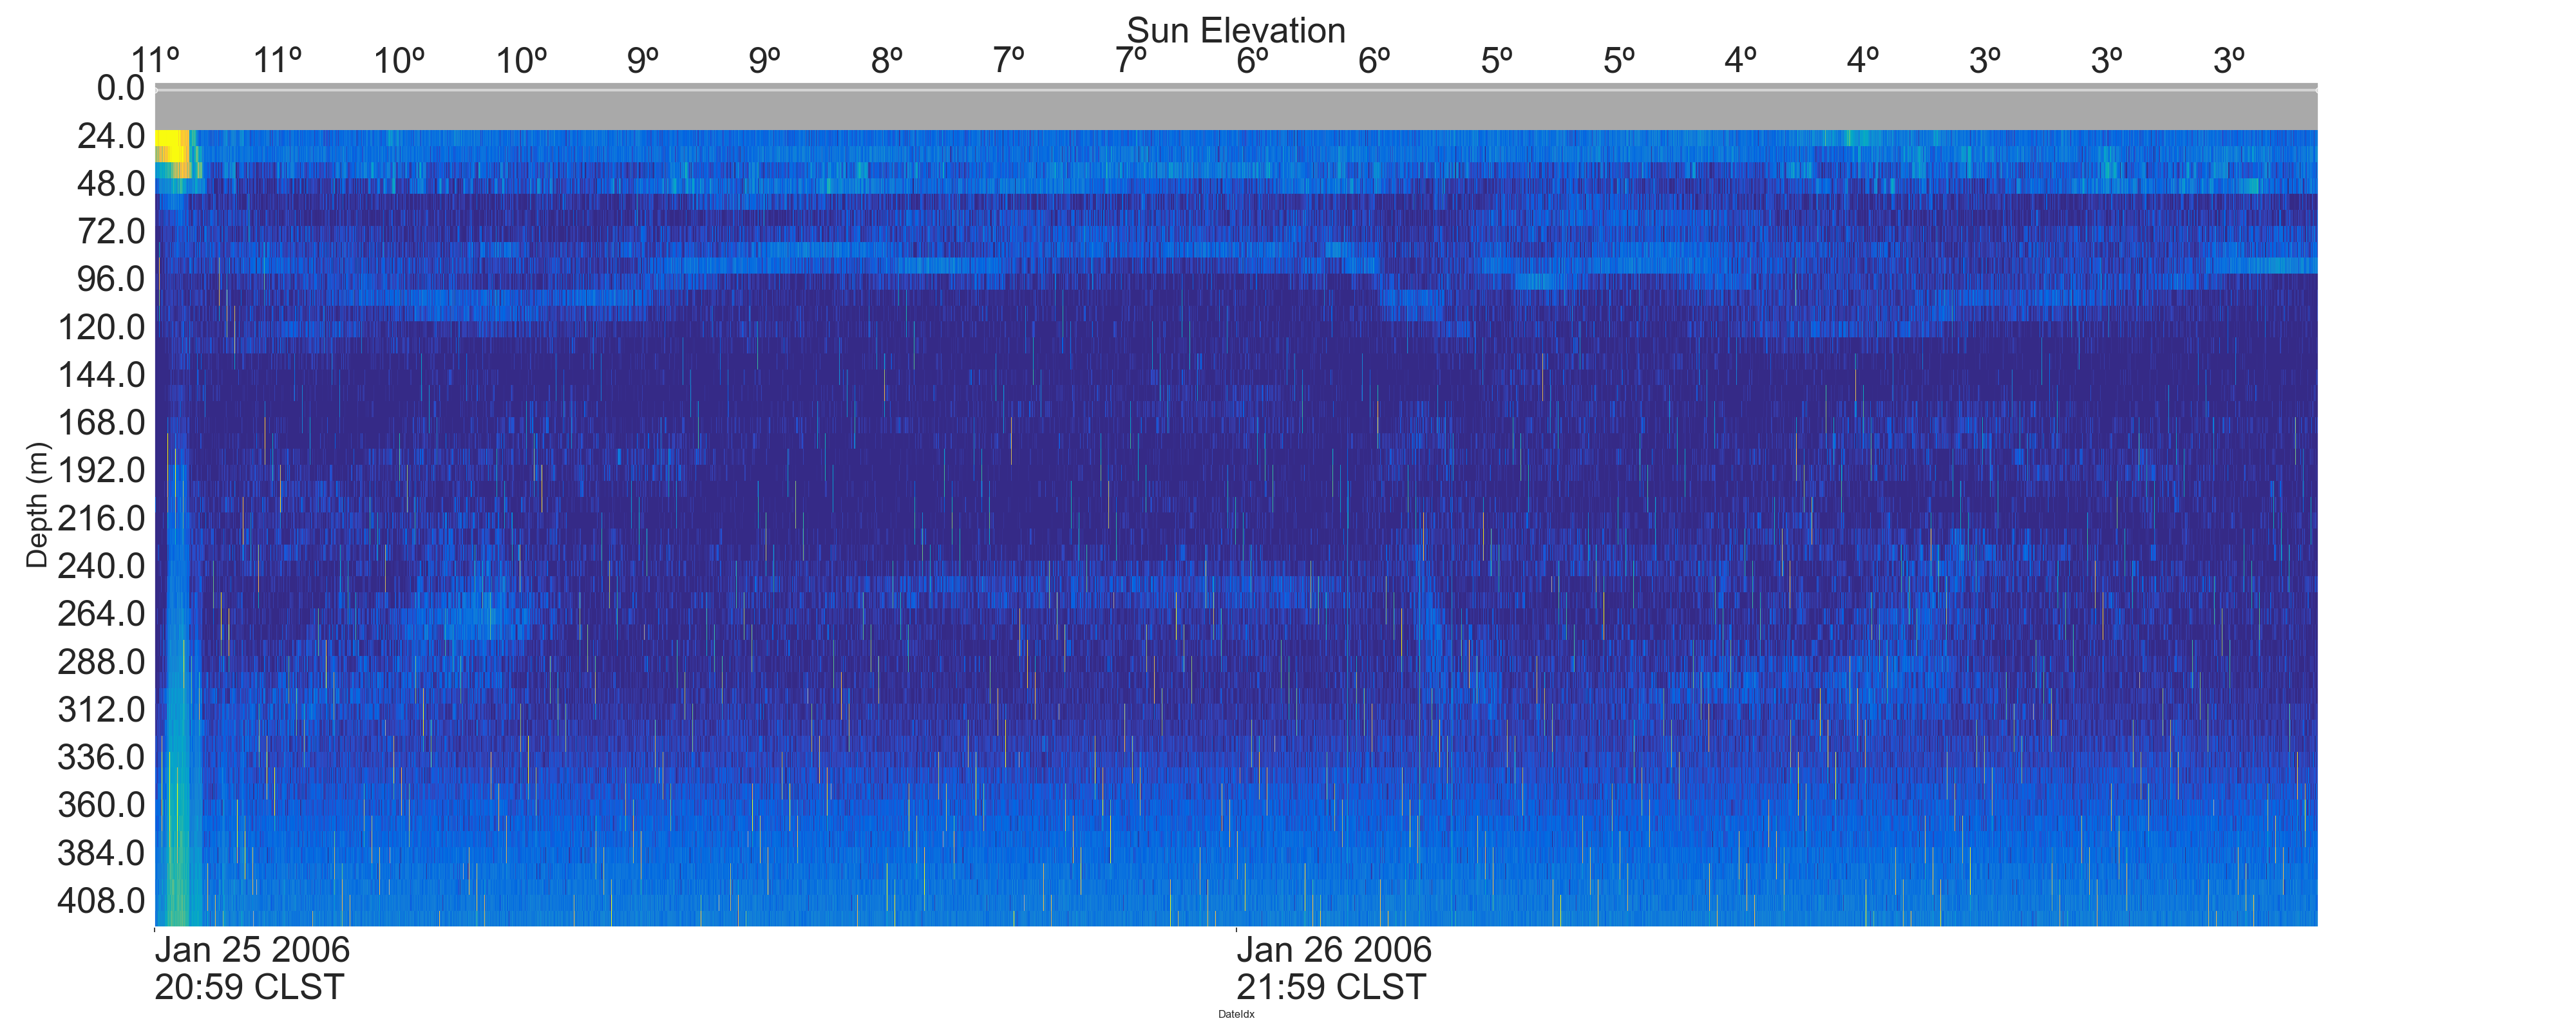 Sun Elevation
11º 11º 10º 10º 9º 9º 8º 7º 7º 6º 6º 5º 5º 4º 4º 3º 3º 3º
0.0
24.0
48.0
72.0
96.0
120.0
144.0
168.0
192.0
216.0
240.0
264.0
288.0
312.0
336.0
360.0
384.0
408.0
Depth (m)
Jan 25 2006
20:59 CLST
Jan 26 2006
21:59 CLST
DateIdx